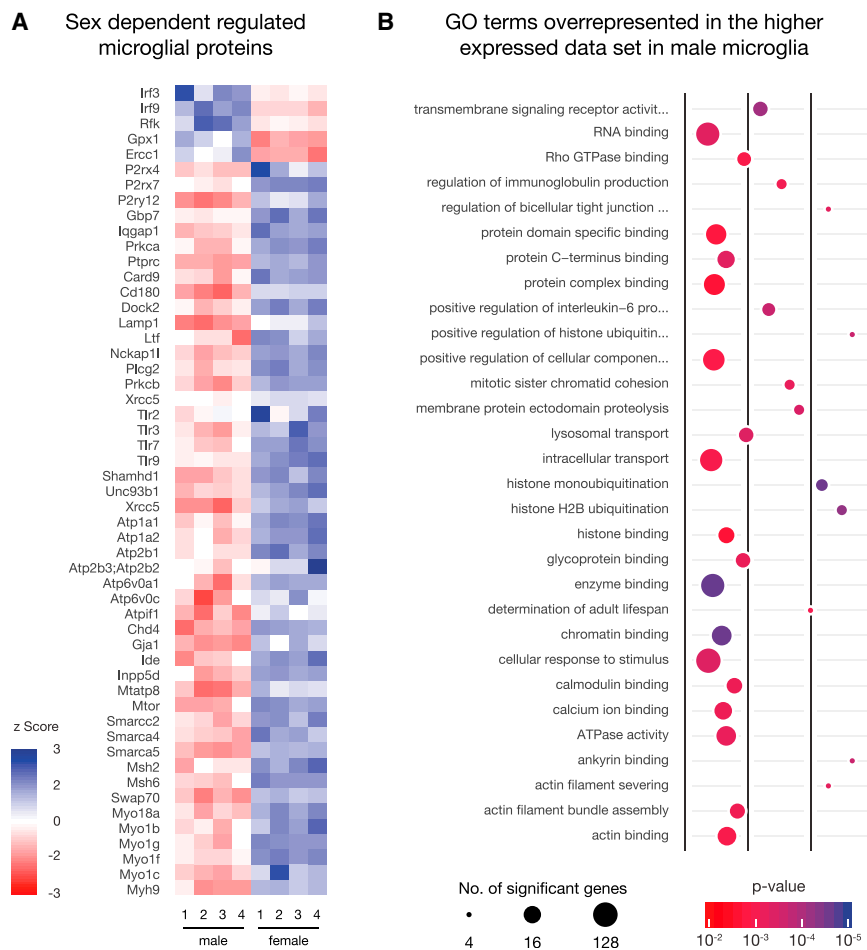 A
Sex dependent regulated
microglial proteins
Irf3
Irf9
Rfk
Gpx1
Ercc1
P2rx4
P2rx7
P2ry12
Gbp7
Iqgap1
Prkca
Ptprc
Card9
Cd180
Dock2
Lamp1
Ltf
Nckap1l
Plcg2
Prkcb
Xrcc5
Tlr2
Tlr3
Tlr7
Tlr9
Shamhd1
Unc93b1
Xrcc5
Atp1a1
Atp1a2
Atp2b1
Atp2b3;Atp2b2
Atp6v0a1
Atp6v0c
Atpif1
Chd4
Gja1
Ide
Inpp5d
Mtatp8
Mtor
Smarcc2
Smarca4
Smarca5
Msh2
Msh6
Swap70
Myo18a
Myo1b
Myo1g
Myo1f
Myo1c
Myh9
z Score
3
2
0
-2
-3
1 2 3 4 1 2 3 4
male female
B
GO terms overrepresented in the higher
expressed data set in male microglia
transmembrane signaling receptor activit...
RNA binding
Rho GTPase binding
regulation of immunoglobulin production
regulation of bicellular tight junction ...
protein domain specific binding
protein C−terminus binding
protein complex binding
positive regulation of interleukin−6 pro...
positive regulation of histone ubiquitin...
positive regulation of cellular componen...
mitotic sister chromatid cohesion
membrane protein ectodomain proteolysis
lysosomal transport
intracellular transport
histone monoubiquitination
histone H2B ubiquitination
histone binding
glycoprotein binding
enzyme binding
determination of adult lifespan
chromatin binding
cellular response to stimulus
calmodulin binding
calcium ion binding
ATPase activity
ankyrin binding
actin filament severing
actin filament bundle assembly
actin binding
No. of significant genes
4 16 128
p-value
10-2 10-3 10-4 10-5